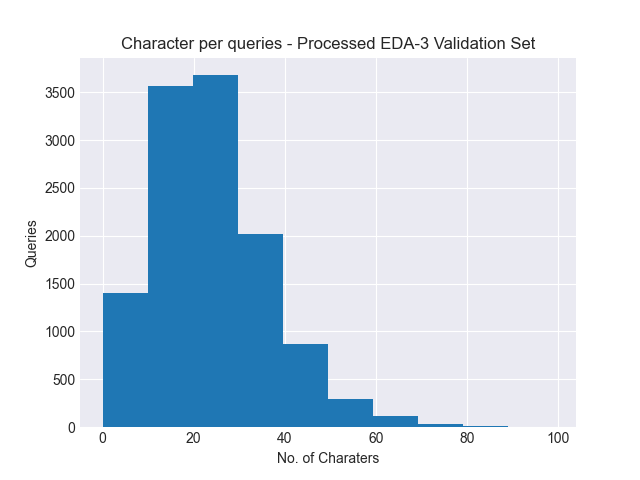 Character per queries - Processed EDA-3 Validation Set
3500
3000
2500
2000
1500
1000
500
0
Queries
0 20 40 60 80 100
No. of Charaters